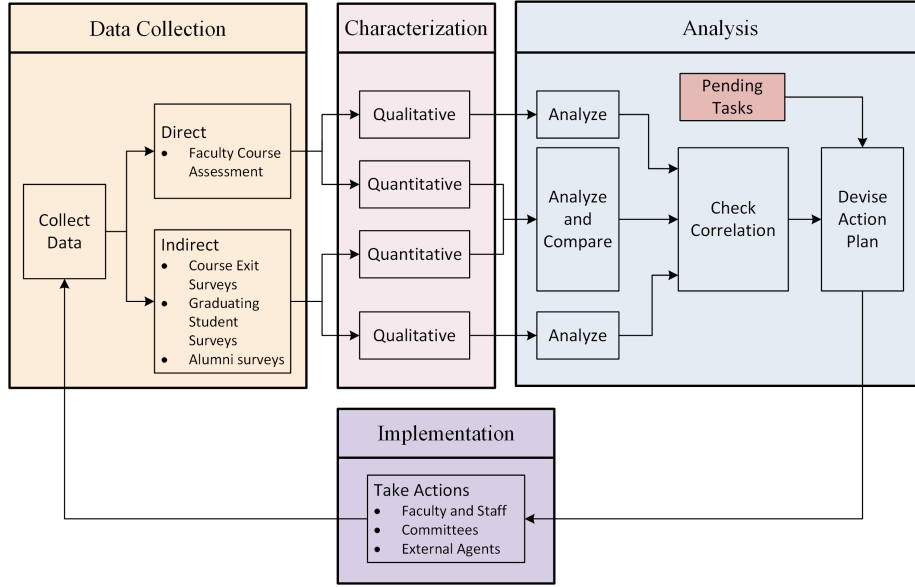 Data Collection
Collect
Data
Direct
• Faculty Course
Assessment
Indirect
• Course Exit
Surveys
• Graduating
Student
Surveys
• Alumni surveys
Characterization
Qualitative
Quantitative
Quantitative
Qualitative
Analysis
Pending
Tasks
Analyze
Analyze
and
Compare
Analyze
Check
Correlation
Devise
Action
Plan
Implementation
Take Actions
• Faculty and Staff
• Committees
• External Agents